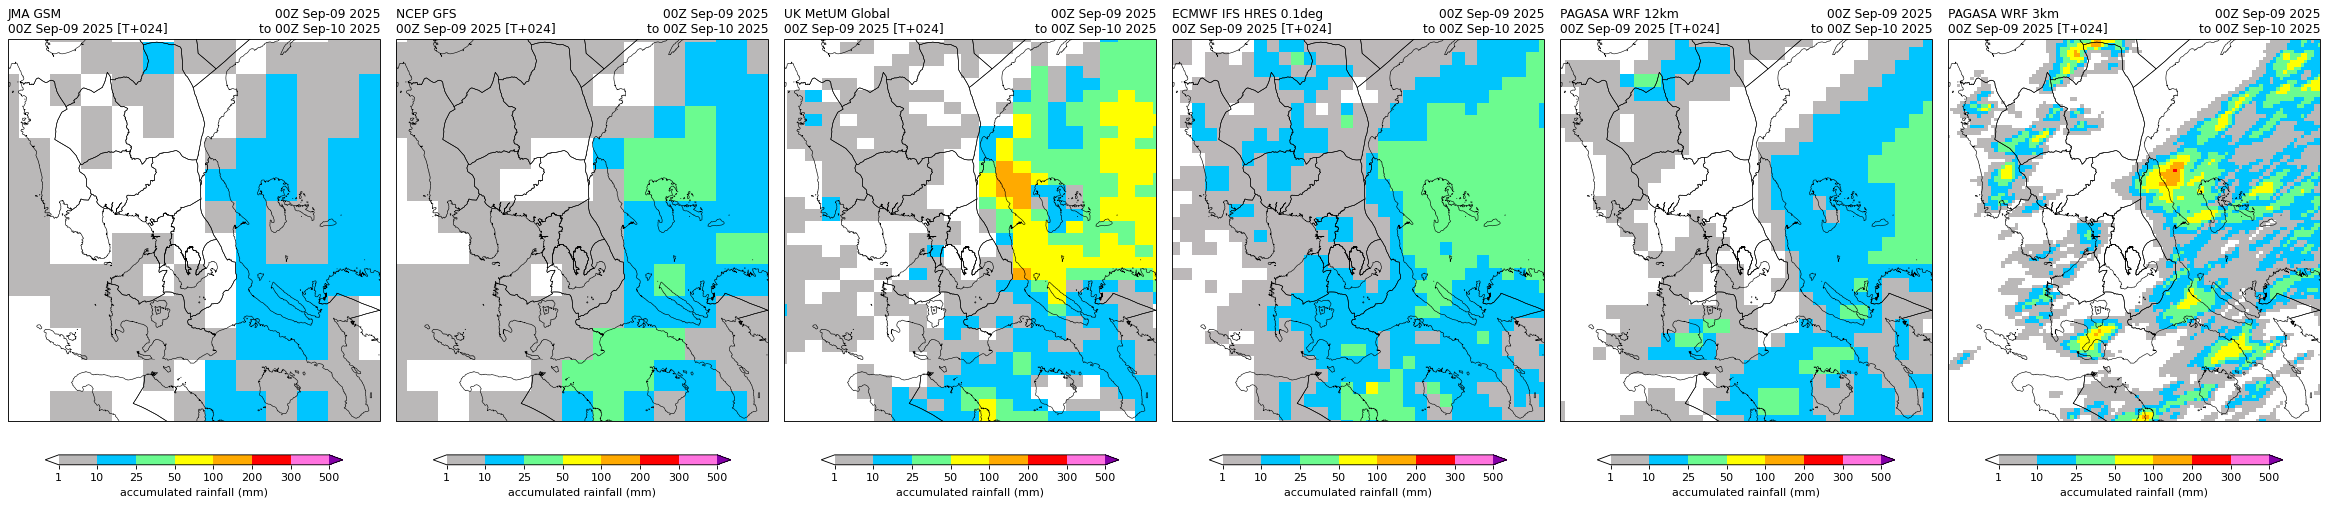 JMA GSM 00Z Sep-09 2025
00Z Sep-09 2025 [T+024] to 00Z Sep-10 2025
1 10 25 50 100 200 300 500
accumulated rainfall (mm)
NCEP GFS 00Z Sep-09 2025
00Z Sep-09 2025 [T+024] to 00Z Sep-10 2025
1 10 25 50 100 200 300 500
accumulated rainfall (mm)
UK MetUM Global 00Z Sep-09 2025
00Z Sep-09 2025 [T+024] to 00Z Sep-10 2025
1 10 25 50 100 200 300 500
accumulated rainfall (mm)
ECMWF IFS HRES 0.1deg 00Z Sep-09 2025
00Z Sep-09 2025 [T+024] to 00Z Sep-10 2025
1 10 25 50 100 200 300 500
accumulated rainfall (mm)
PAGASA WRF 12km 00Z Sep-09 2025
00Z Sep-09 2025 [T+024] to 00Z Sep-10 2025
1 10 25 50 100 200 300 500
accumulated rainfall (mm)
PAGASA WRF 3km 00Z Sep-09 2025
00Z Sep-09 2025 [T+024] to 00Z Sep-10 2025
1 10 25 50 100 200 300 500
accumulated rainfall (mm)